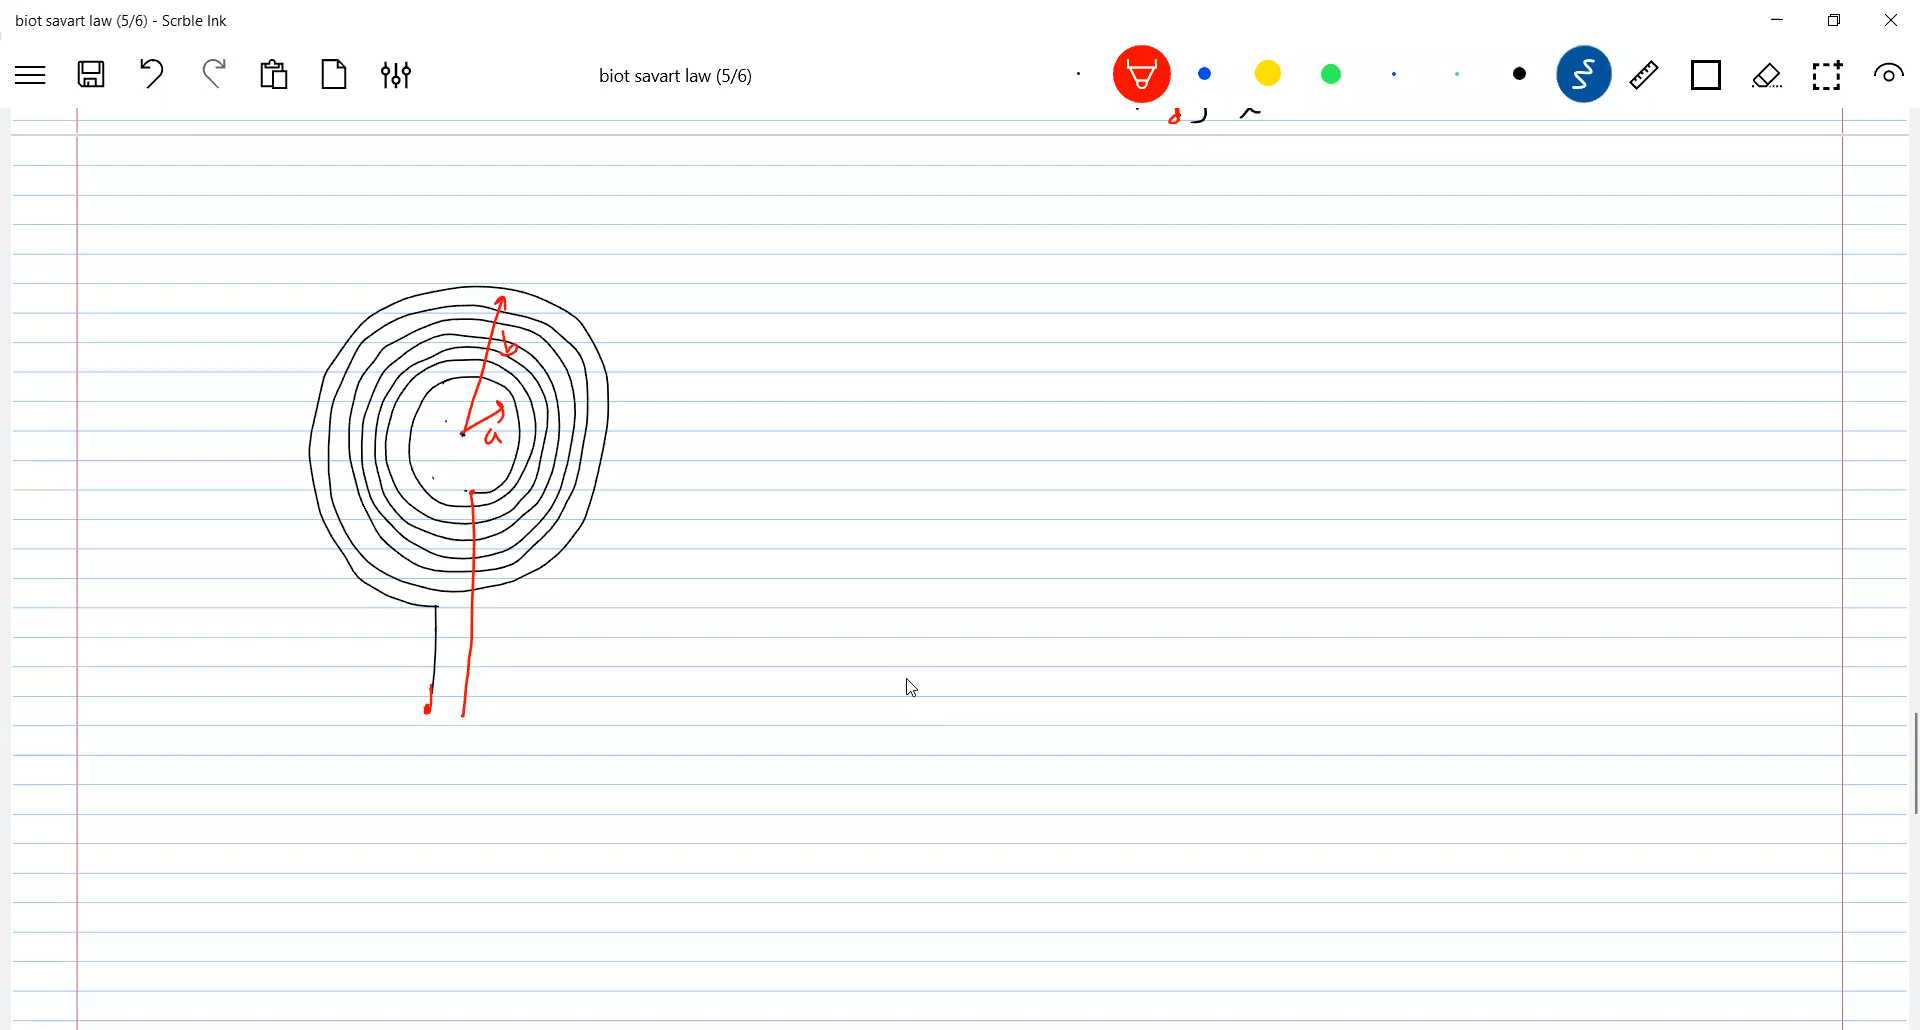 biot savart law (5/6) - Scrble Ink
biot savart law (5/6)
b
a